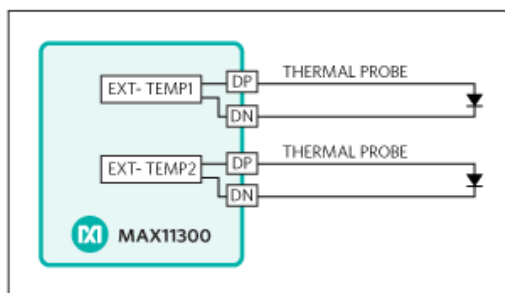 DP THERMAL PROBE
EXT- TEMP1
DN
DP THERMAL PROBE
EXT- TEMP2
DN
MAX11300